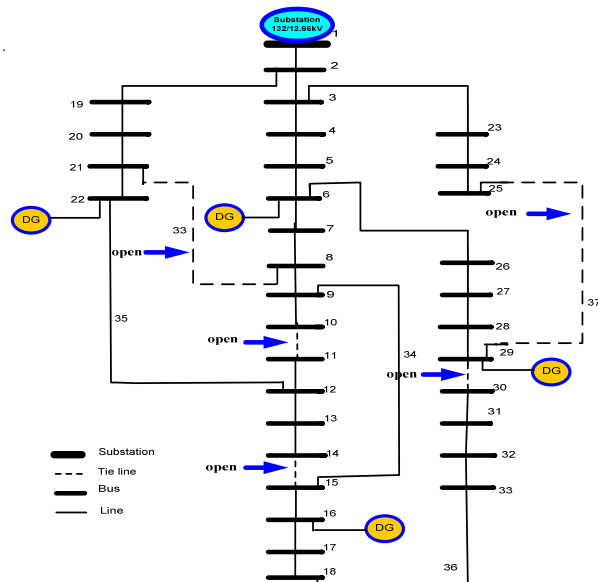 Substation
132/12.66kV
1
2
3
19
23
4
20
24
5
21
25
6
22
DG
DG
open
33
7
open
8
26
9
27
37
10
28
35
open
34
29
11
open
DG
12
30
13
31
14
Substation
32
open
Tie line
15
33
Bus
16
DG
Line
17
36
18